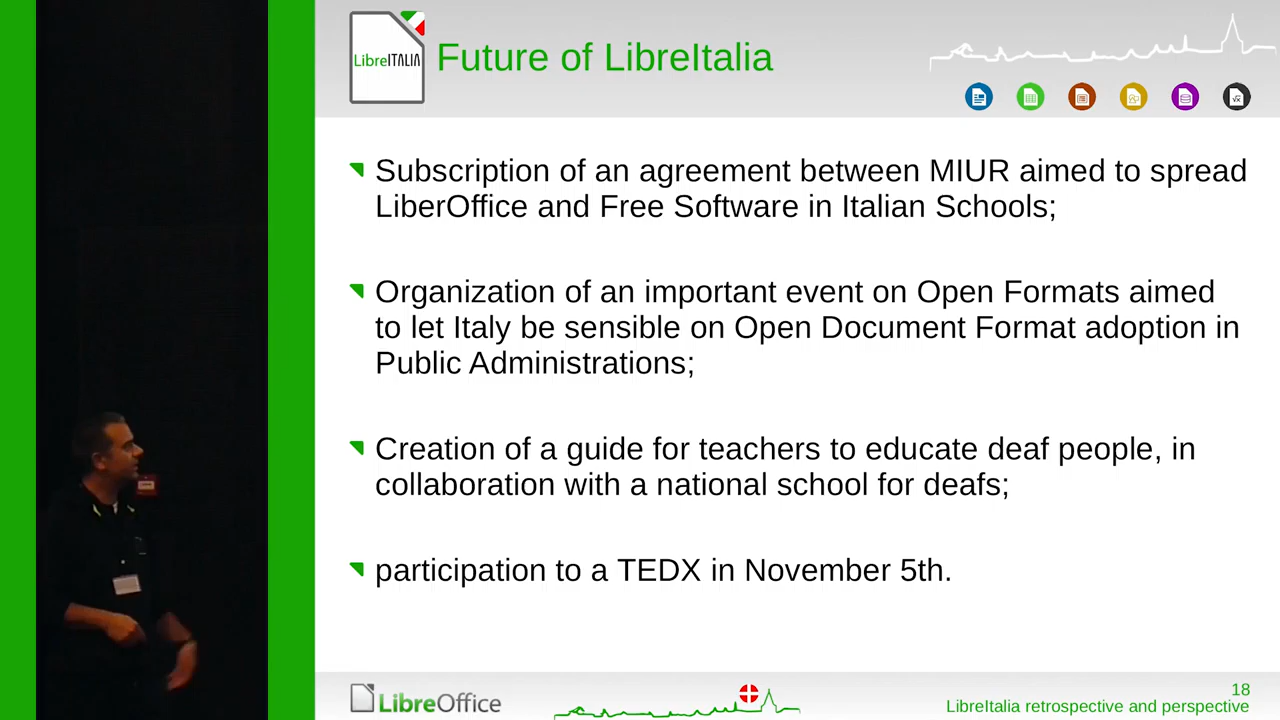 LibreITALIA
Future of LibreItalia
Subscription of an agreement between MIUR aimed to spread
LiberOffice and Free Software in Italian Schools;
Organization of an important event on Open Formats aimed
to let Italy be sensible on Open Document Format adoption in
Public Administrations;
Creation of a guide for teachers to educate deaf people, in
collaboration with a national school for deafs;
participation to a TEDX in November 5th.
LibreOffice
18
LibreItalia retrospective and perspective